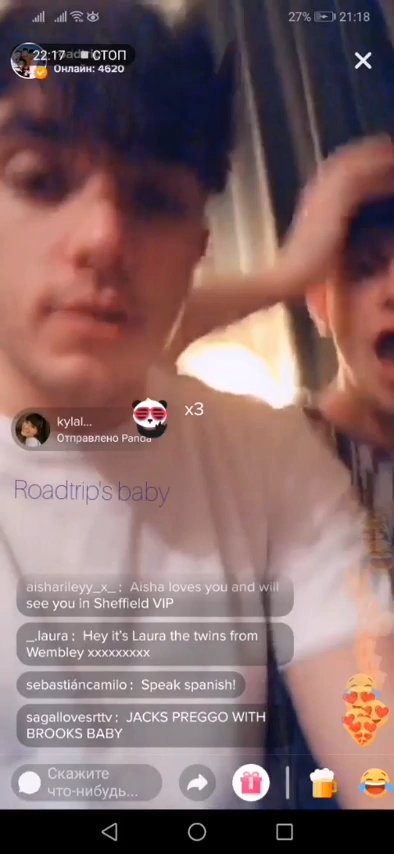 27% 21:18
22:17 СТОП
Онлайн: 4620
x3
kylal...
Отправлено Panda
Roadtrip's baby
aisharileyy_x_ : Aisha loves you and will
see you in Sheffield VIP
_.laura : Hey it's Laura the twins from
Wembley xxxxxxxxx
sebastiáncamilo : Speak spanish!
sagallovesrttv : JACKS PREGGO WITH
BROOKS BABY
Скажите
что-нибудь...